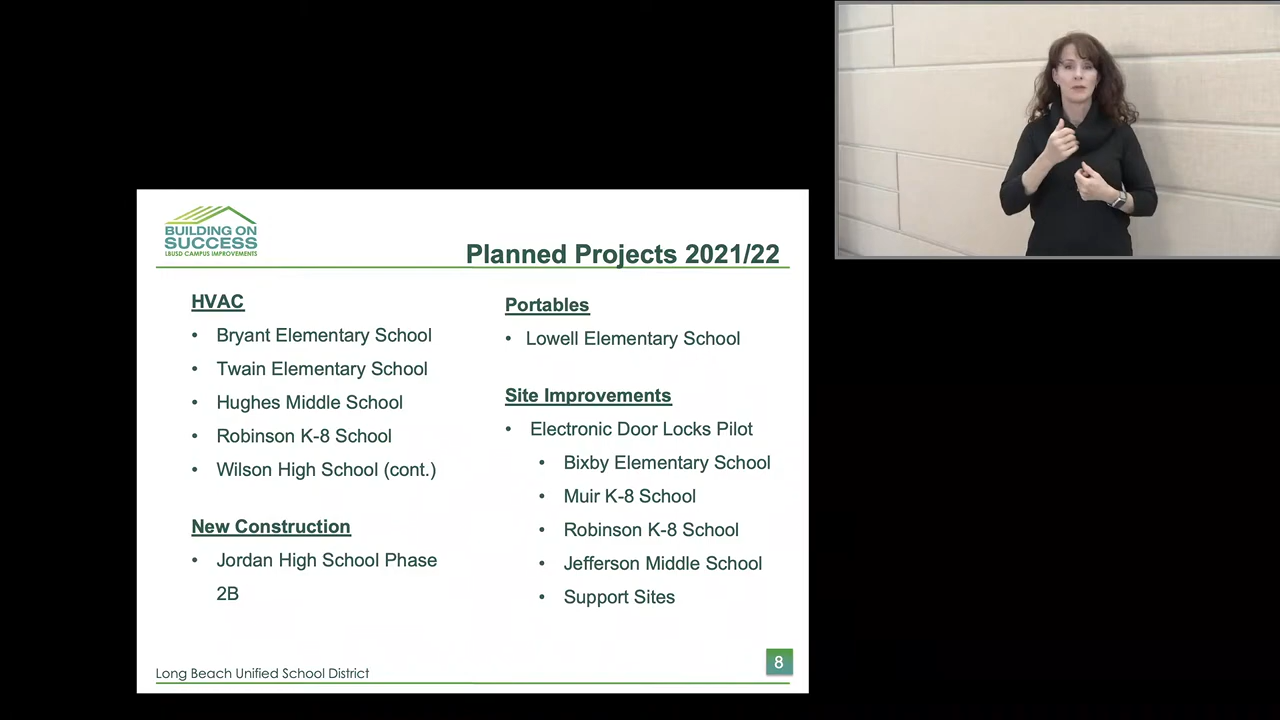 BUILDING ON
SUCCESS
LBUSD CAMPUS IMPROVEMENTS
Planned Projects 2021/22
HVAC
• Bryant Elementary School
• Twain Elementary School
• Hughes Middle School
• Robinson K-8 School
• Wilson High School (cont.)
New Construction
• Jordan High School Phase
2B
Portables
• Lowell Elementary School
Site Improvements
• Electronic Door Locks Pilot
• Bixby Elementary School
• Muir K-8 School
• Robinson K-8 School
• Jefferson Middle School
• Support Sites
Long Beach Unified School District
8